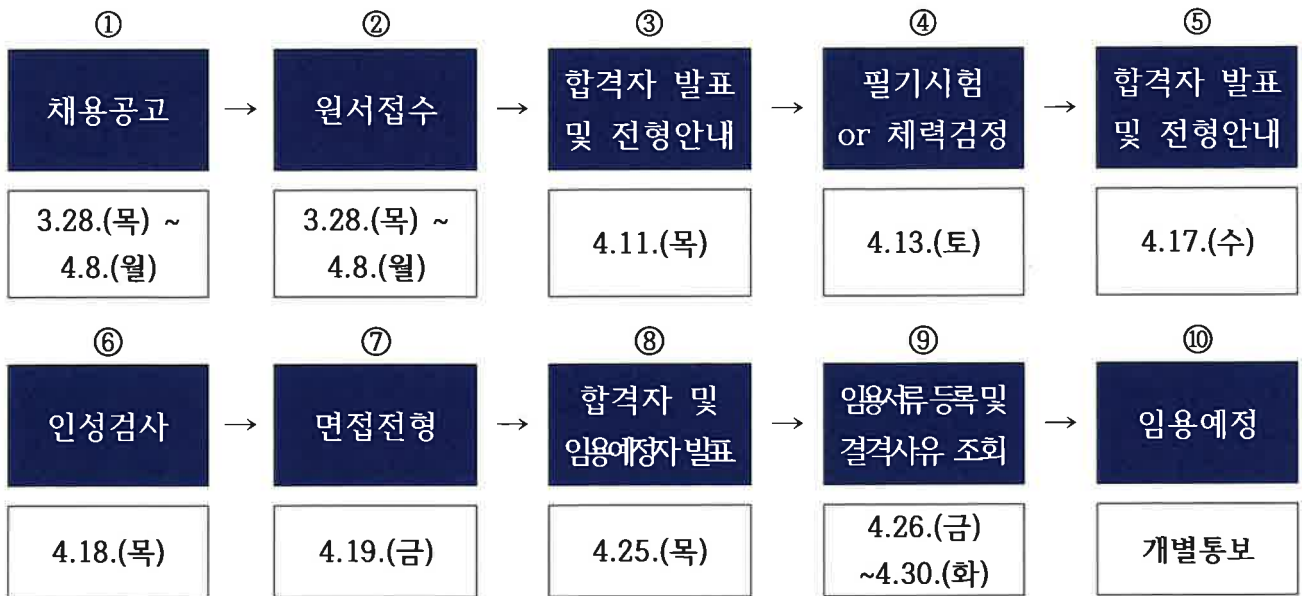 ① ② ③ ④ ⑤
채용공고 → 원서접수 → 합격자 발표 및 전형안내 → 필기시험 or 체력검정 → 합격자 발표 및 전형안내
3.28.(목) ~ 4.8.(월) 3.28.(목) ~ 4.8.(월) 4.11.(목) 4.13.(토) 4.17.(수)
⑥ ⑦ ⑧ ⑨ ⑩
인성검사 → 면접전형 → 합격자 및 임용예정자 발표 → 임용서류 등록 및 결격사유 조회 → 임용예정
4.18.(목) 4.19.(금) 4.25.(목) 4.26.(금) ~4.30.(화) 개별통보